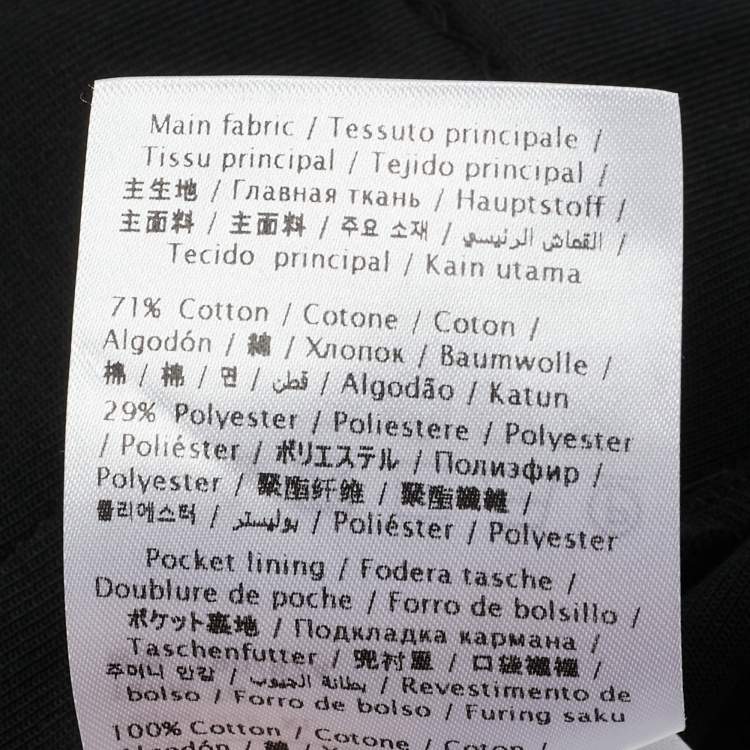 Main fabric / Tessuto principale /
Tissu principal / Tejido principal /
主生地 / Главная ткань / Hauptstoff /
主面料 / 主面料 / 주요 소재 / القماش الرئيسي /
Tecido principal / Kain utama
71% Cotton / Cotone / Coton /
Algodón / 綿 / Хлопок / Baumwolle /
棉 / 棉 / 면 / قطن / Algodão / Katun
29% Polyester / Poliestere / Polyester
/ Poliéster / ポリエステル / Полиэфир /
Polyester / 聚酯纤维 / 聚酯纖維 /
폴리에스터 / بوليستر / Poliéster / Polyester
Pocket lining / Fodera tasche /
Doublure de poche / Forro de bolsillo /
ポケット裏地 / Подкладка кармана /
Taschenfutter / 兜衬里 / 口袋襯裡 /
주머니 안감 / بطانة الجيوب / Revestimento de
bolso / Forro de bolso / Furing saku
100% Cotton / Cotone / Coton